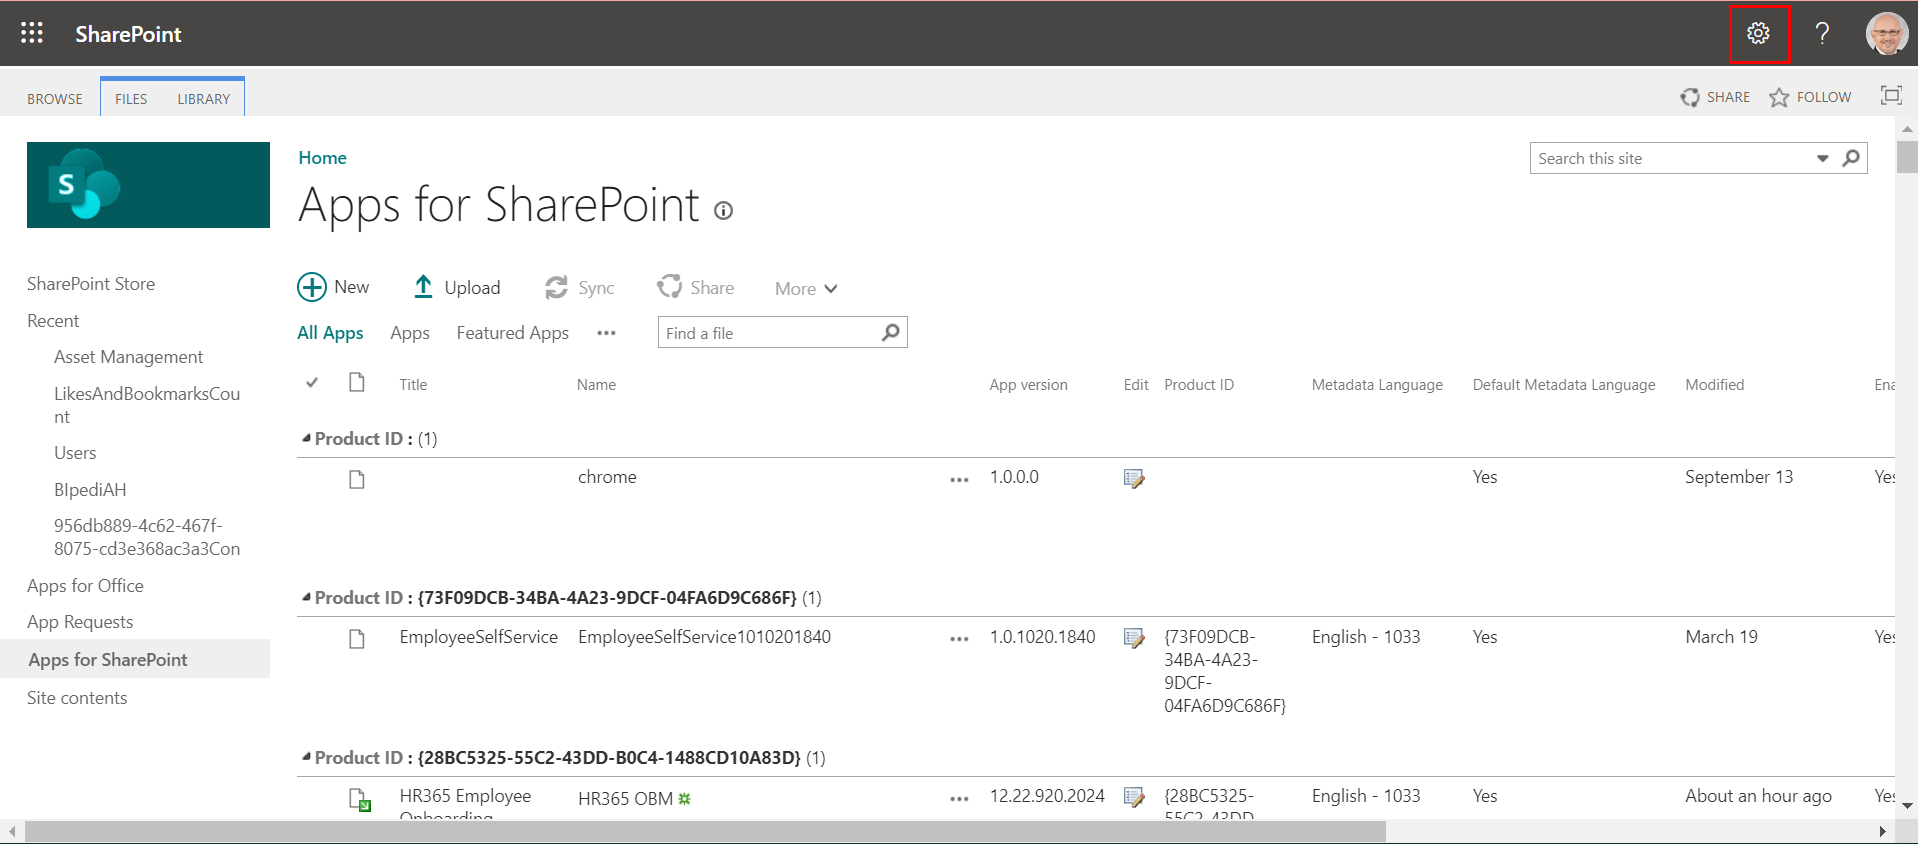 SharePoint
?
BROWSE
FILES
LIBRARY
SHARE
FOLLOW
S
Home
Search this site
Apps for SharePoint
SharePoint Store
Recent
Asset Management
LikesAndBookmarksCou
nt
Users
BIpediAH
956db889-4c62-467f-
8075-cd3e368ac3a3Con
Apps for Office
App Requests
Apps for SharePoint
Site contents
New
Upload
Sync
Share
More
All Apps
Apps
Featured Apps
Find a file
Title
Name
App version
Edit
Product ID
Metadata Language
Default Metadata Language
Modified
Ena
Product ID : (1)
chrome
1.0.0.0
Yes
September 13
Yes
Product ID : {73F09DCB-34BA-4A23-9DCF-04FA6D9C686F} (1)
EmployeeSelfService
EmployeeSelfService1010201840
1.0.1020.1840
{73F09DCB-
34BA-4A23-
9DCF-
04FA6D9C686F}
English - 1033
Yes
March 19
Yes
Product ID : {28BC5325-55C2-43DD-B0C4-1488CD10A83D} (1)
HR365 Employee
Onboarding
HR365 OBM
12.22.920.2024
{28BC5325-
55C2-43DD
English - 1033
Yes
About an hour ago
Yes